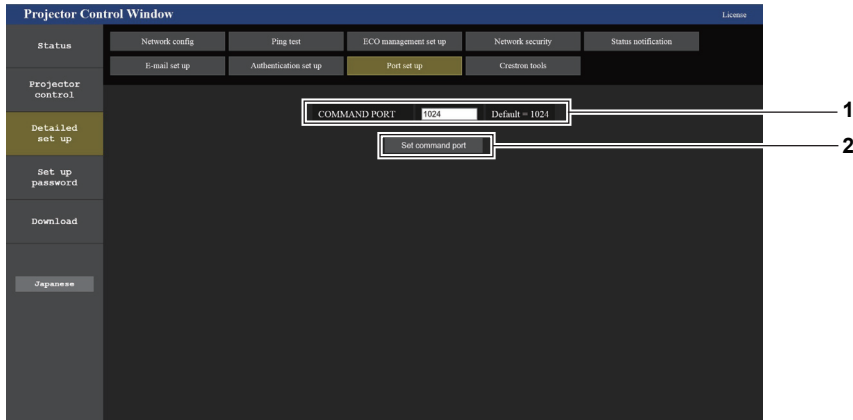 Projector Control Window
License
Status
Network config
Ping test
ECO management set up
Network security
Status notification
E-mail set up
Authentication set up
Port set up
Crestron tools
Projector
control
COMMAND PORT 1024 Default = 1024
1
Detailed
set up
Set command port
2
Set up
password
Download
Japanese